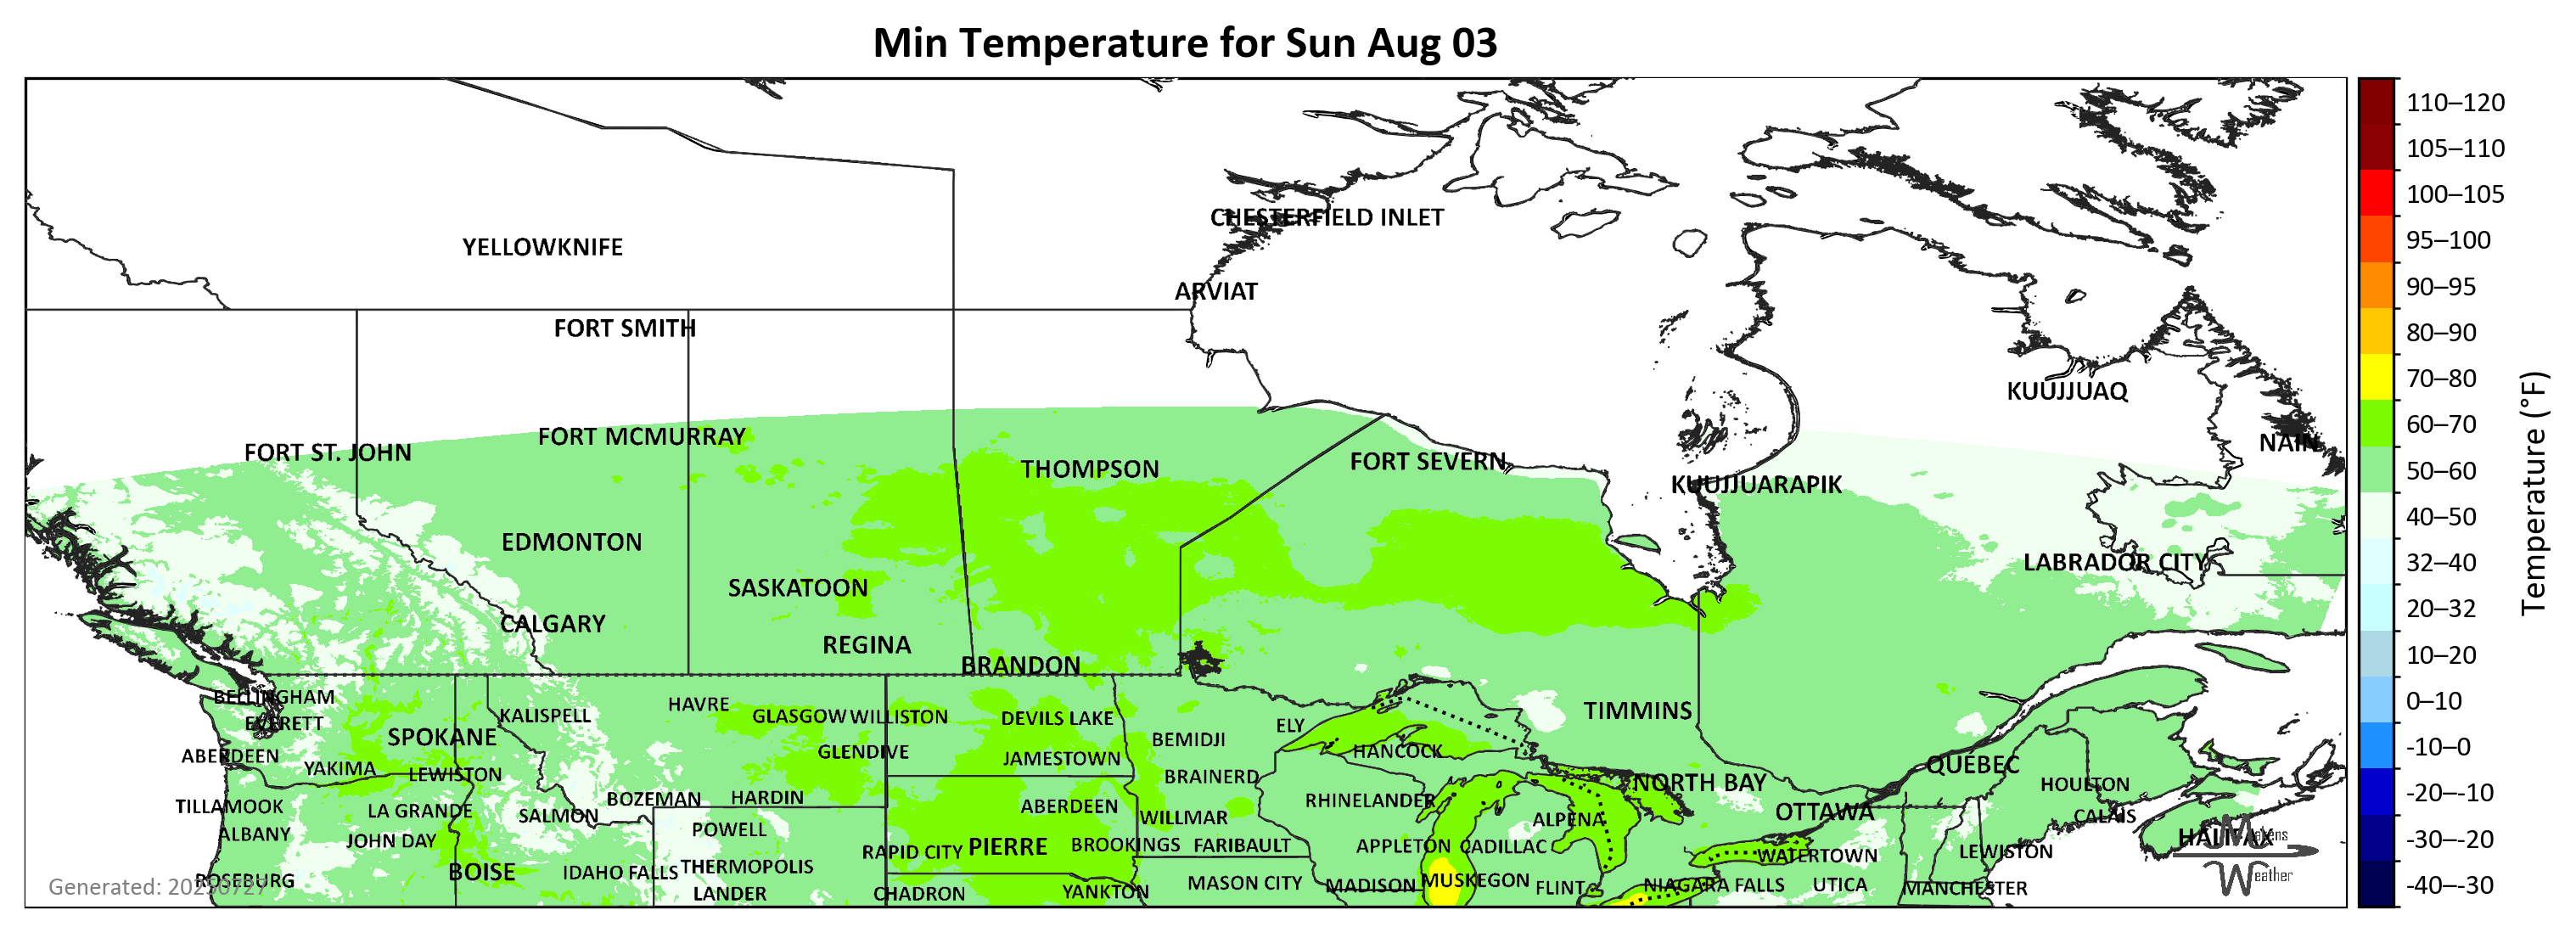 Min Temperature for Sun Aug 03
CHESTERFIELD INLET
YELLOWKNIFE
ARVIAT
FORT SMITH
KUUJJUAQ
FORT MCMURRAY
NAIN
FORT ST. JOHN
FORT SEVERN
THOMPSON
KUUJJUARAPIK
EDMONTON
LABRADOR CITY
SASKATOON
CALGARY
REGINA
BRANDON
BELLINGHAM
HAVRE
TIMMINS
KALISPELL
GLASGOW
WILLISTON
DEVILS LAKE
EVERETT
ELY
SPOKANE
BEMIDJI
HANCOCK
GLENDIVE
ABERDEEN
JAMESTOWN
QUÉBEC
YAKIMA
LEWISTON
BRAINERD
NORTH BAY
HOULTON
BOZEMAN
HARDIN
RHINELANDER
TILLAMOOK
ABERDEEN
LA GRANDE
OTTAWA
SALMON
CALAIS
WILLMAR
ALPENA
POWELL
ALBANY
HALIFAX
JOHN DAY
PIERRE
BROOKINGS
FARIBAULT
APPLETON
CADILLAC
RAPID CITY
LEWISTON
WATERTOWN
THERMOPOLIS
IDAHO FALLS
BOISE
ROSEBURG
MUSKEGON
MASON CITY
MADISON
NIAGARA FALLS
UTICA
FLINT
MANCHESTER
YANKTON
LANDER
CHADRON
Generated: 20250727
Makens
Weather
110–120
105–110
100–105
95–100
90–95
80–90
70–80
60–70
50–60
40–50
32–40
20–32
10–20
0–10
-10–0
-20–-10
-30–-20
-40–-30
Temperature (°F)